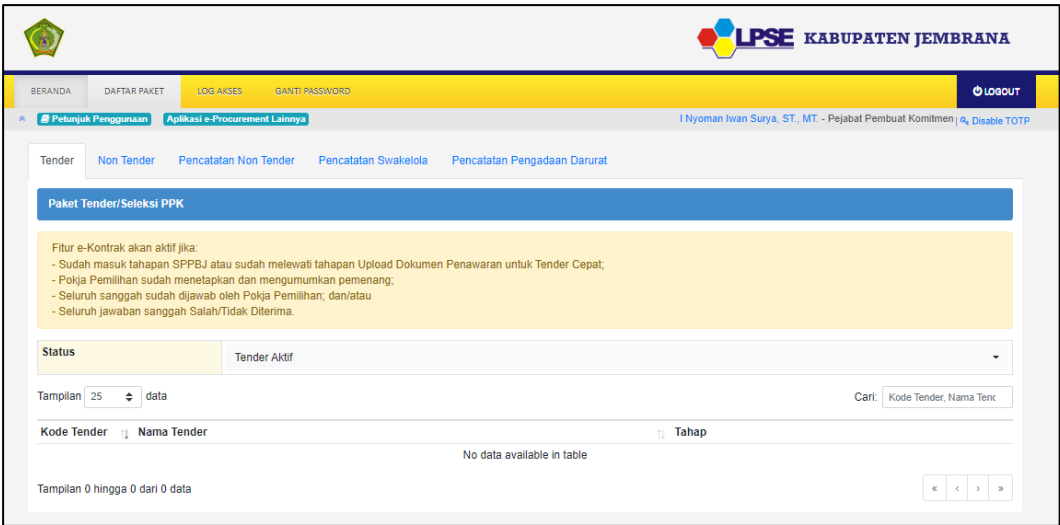 LPSE KABUPATEN JEMBRANA
BERANDA DAFTAR PAKET LOG AKSES GANTI PASSWORD LOGOUT
Petunjuk Penggunaan Aplikasi e-Procurement Lainnya I Nyoman Iwan Surya, ST., MT. - Pejabat Pembuat Komitmen | Disable TOTP
Tender Non Tender Pencatatan Non Tender Pencatatan Swakelola Pencatatan Pengadaan Darurat
Paket Tender/Seleksi PPK
Fitur e-Kontrak akan aktif jika:
- Sudah masuk tahapan SPPBJ atau sudah melewati tahapan Upload Dokumen Penawaran untuk Tender Cepat;
- Pokja Pemilihan sudah menetapkan dan mengumumkan pemenang;
- Seluruh sanggah sudah dijawab oleh Pokja Pemilihan; dan/atau
- Seluruh jawaban sanggah Salah/Tidak Diterima.
Status Tender Aktif
Tampilan 25 data Cari: Kode Tender, Nama Tenc
Kode Tender Nama Tender Tahap
No data available in table
Tampilan 0 hingga 0 dari 0 data « ‹ › »